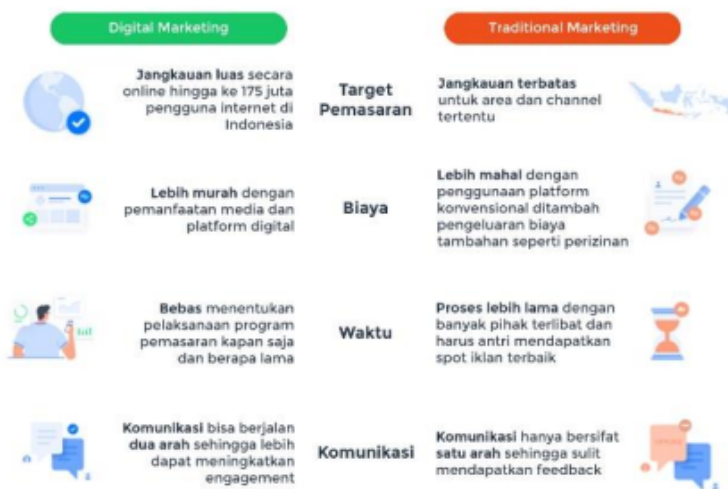 Digital Marketing
Traditional Marketing
Jangkauan luas secara
online hingga ke 175 juta
pengguna internet di
Indonesia
Target
Pemasaran
Jangkauan terbatas
untuk area dan channel
tertentu
Lebih murah dengan
pemanfaatan media dan
platform digital
Biaya
Lebih mahal dengan
penggunaan platform
konvensional ditambah
pengeluaran biaya
tambahan seperti perizinan
Bebas menentukan
pelaksanaan program
pemasaran kapan saja
dan berapa lama
Waktu
Proses lebih lama dengan
banyak pihak terlibat dan
harus antri mendapatkan
spot iklan terbaik
Komunikasi bisa berjalan
dua arah sehingga lebih
dapat meningkatkan
engagement
Komunikasi
Komunikasi hanya bersifat
satu arah sehingga sulit
mendapatkan feedback